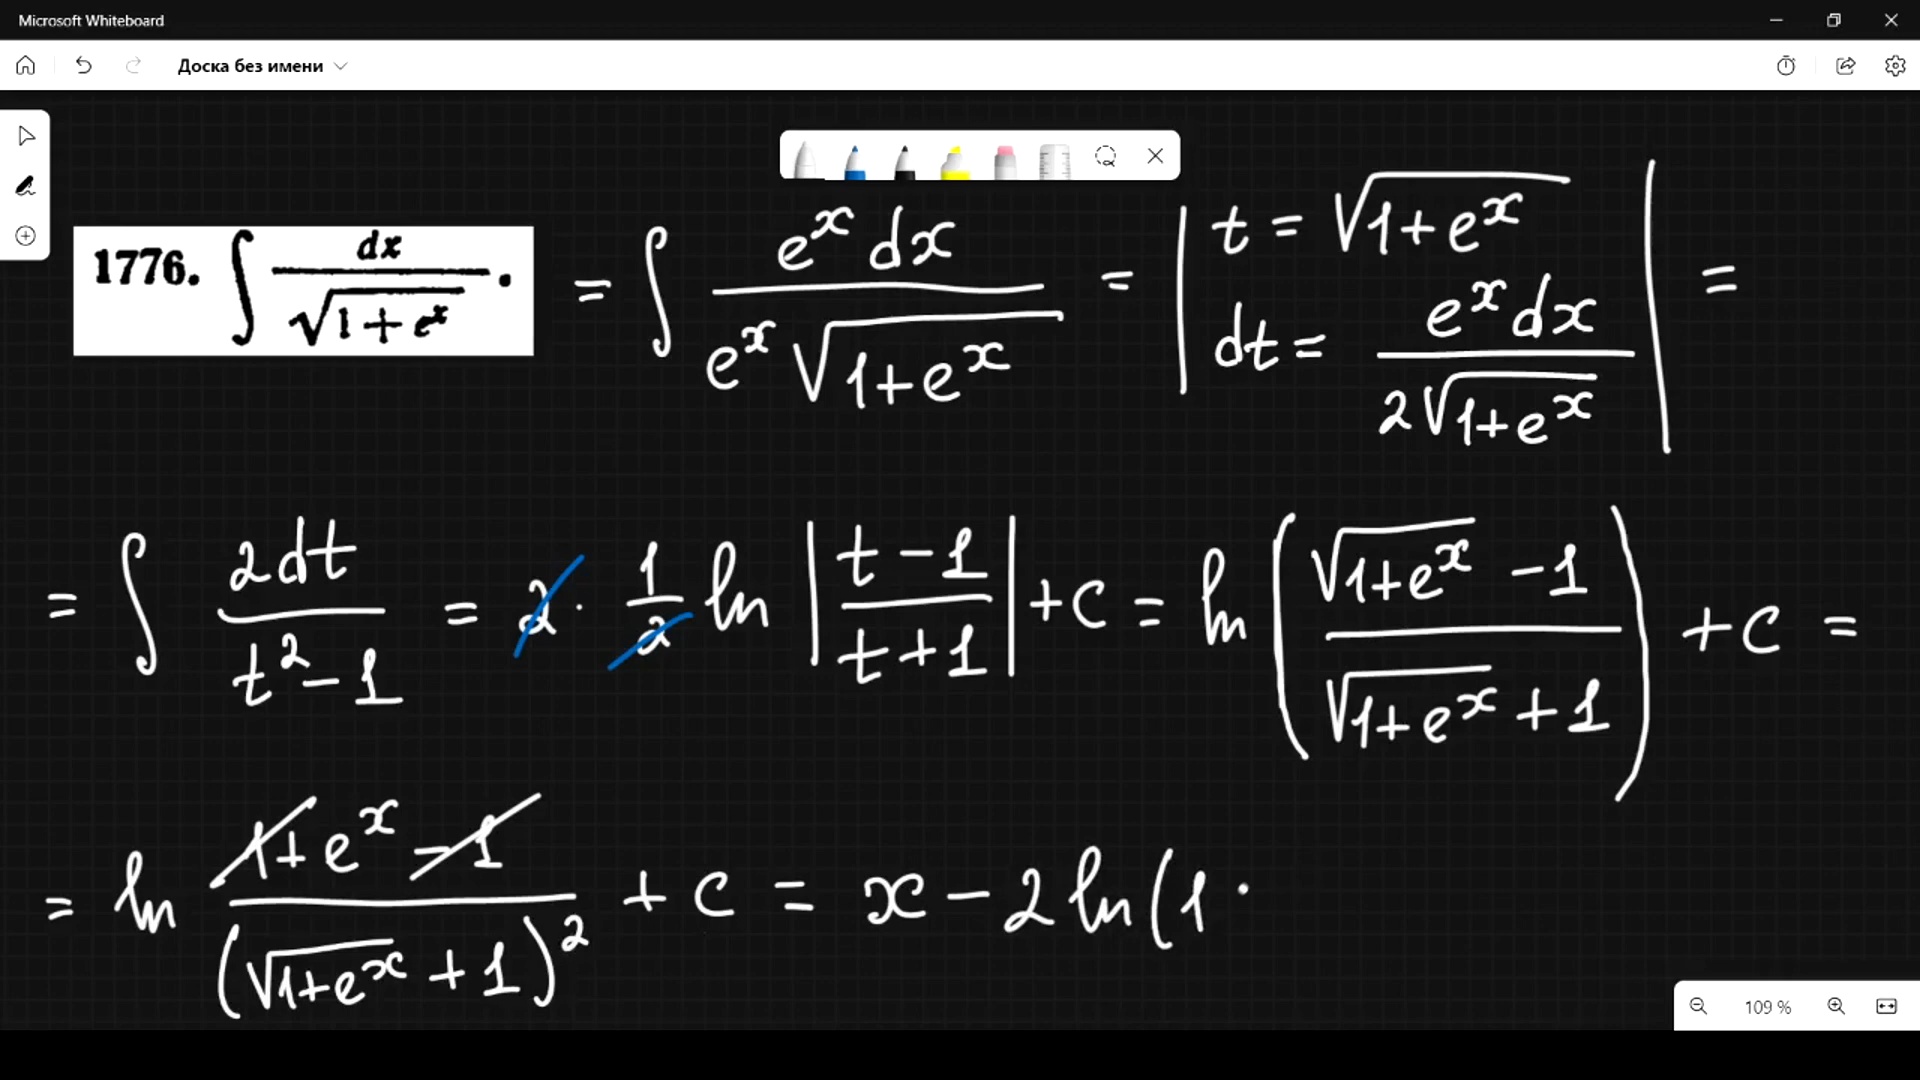 Microsoft Whiteboard
Доска без имени
1776. ∫ dx / √(1 + e^x) . = ∫ e^x dx / (e^x √(1+e^x)) = | t = √(1+e^x) dt = e^x dx / (2√(1+e^x)) | =
= ∫ 2dt / (t² - 1) = 2 · 1/2 ln | (t - 1) / (t + 1) | + c = ln ( (√(1+e^x) - 1) / (√(1+e^x) + 1) ) + c =
= ln (1 + e^x - 1) / (√(1+e^x) + 1)² + c = x - 2 ln (1 ·
109 %